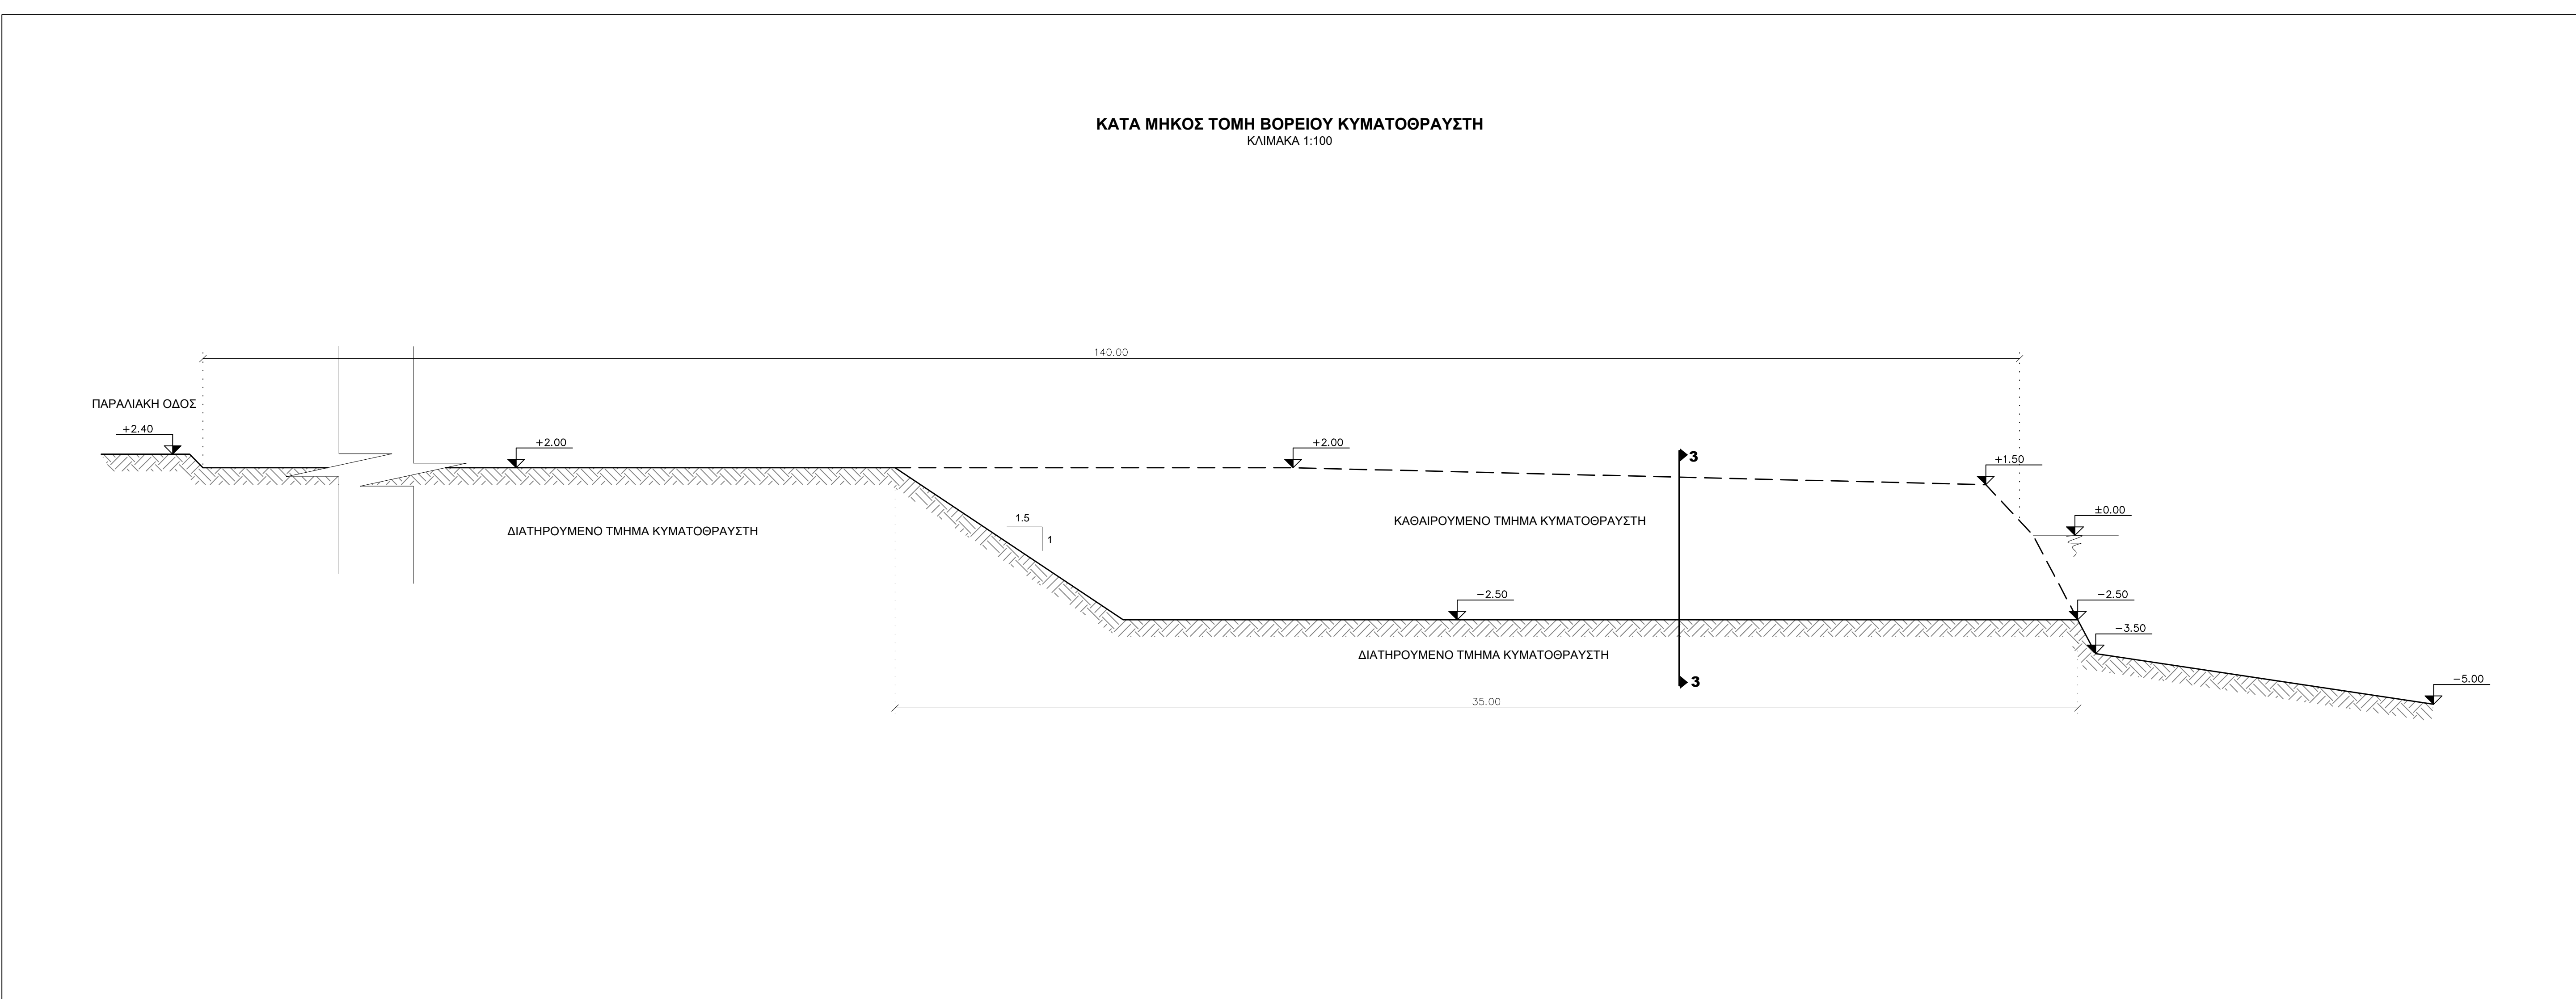 ΚΑΤΑ ΜΗΚΟΣ ΤΟΜΗ ΒΟΡΕΙΟΥ ΚΥΜΑΤΟΘΡΑΥΣΤΗ
ΚΛΙΜΑΚΑ 1:100
140.00
ΠΑΡΑΛΙΑΚΗ ΟΔΟΣ
+2.40
+2.00
+2.00
3
+1.50
±0.00
1.5
1
ΔΙΑΤΗΡΟΥΜΕΝΟ ΤΜΗΜΑ ΚΥΜΑΤΟΘΡΑΥΣΤΗ
ΚΑΘΑΙΡΟΥΜΕΝΟ ΤΜΗΜΑ ΚΥΜΑΤΟΘΡΑΥΣΤΗ
−2.50
−2.50
−3.50
ΔΙΑΤΗΡΟΥΜΕΝΟ ΤΜΗΜΑ ΚΥΜΑΤΟΘΡΑΥΣΤΗ
3
−5.00
35.00